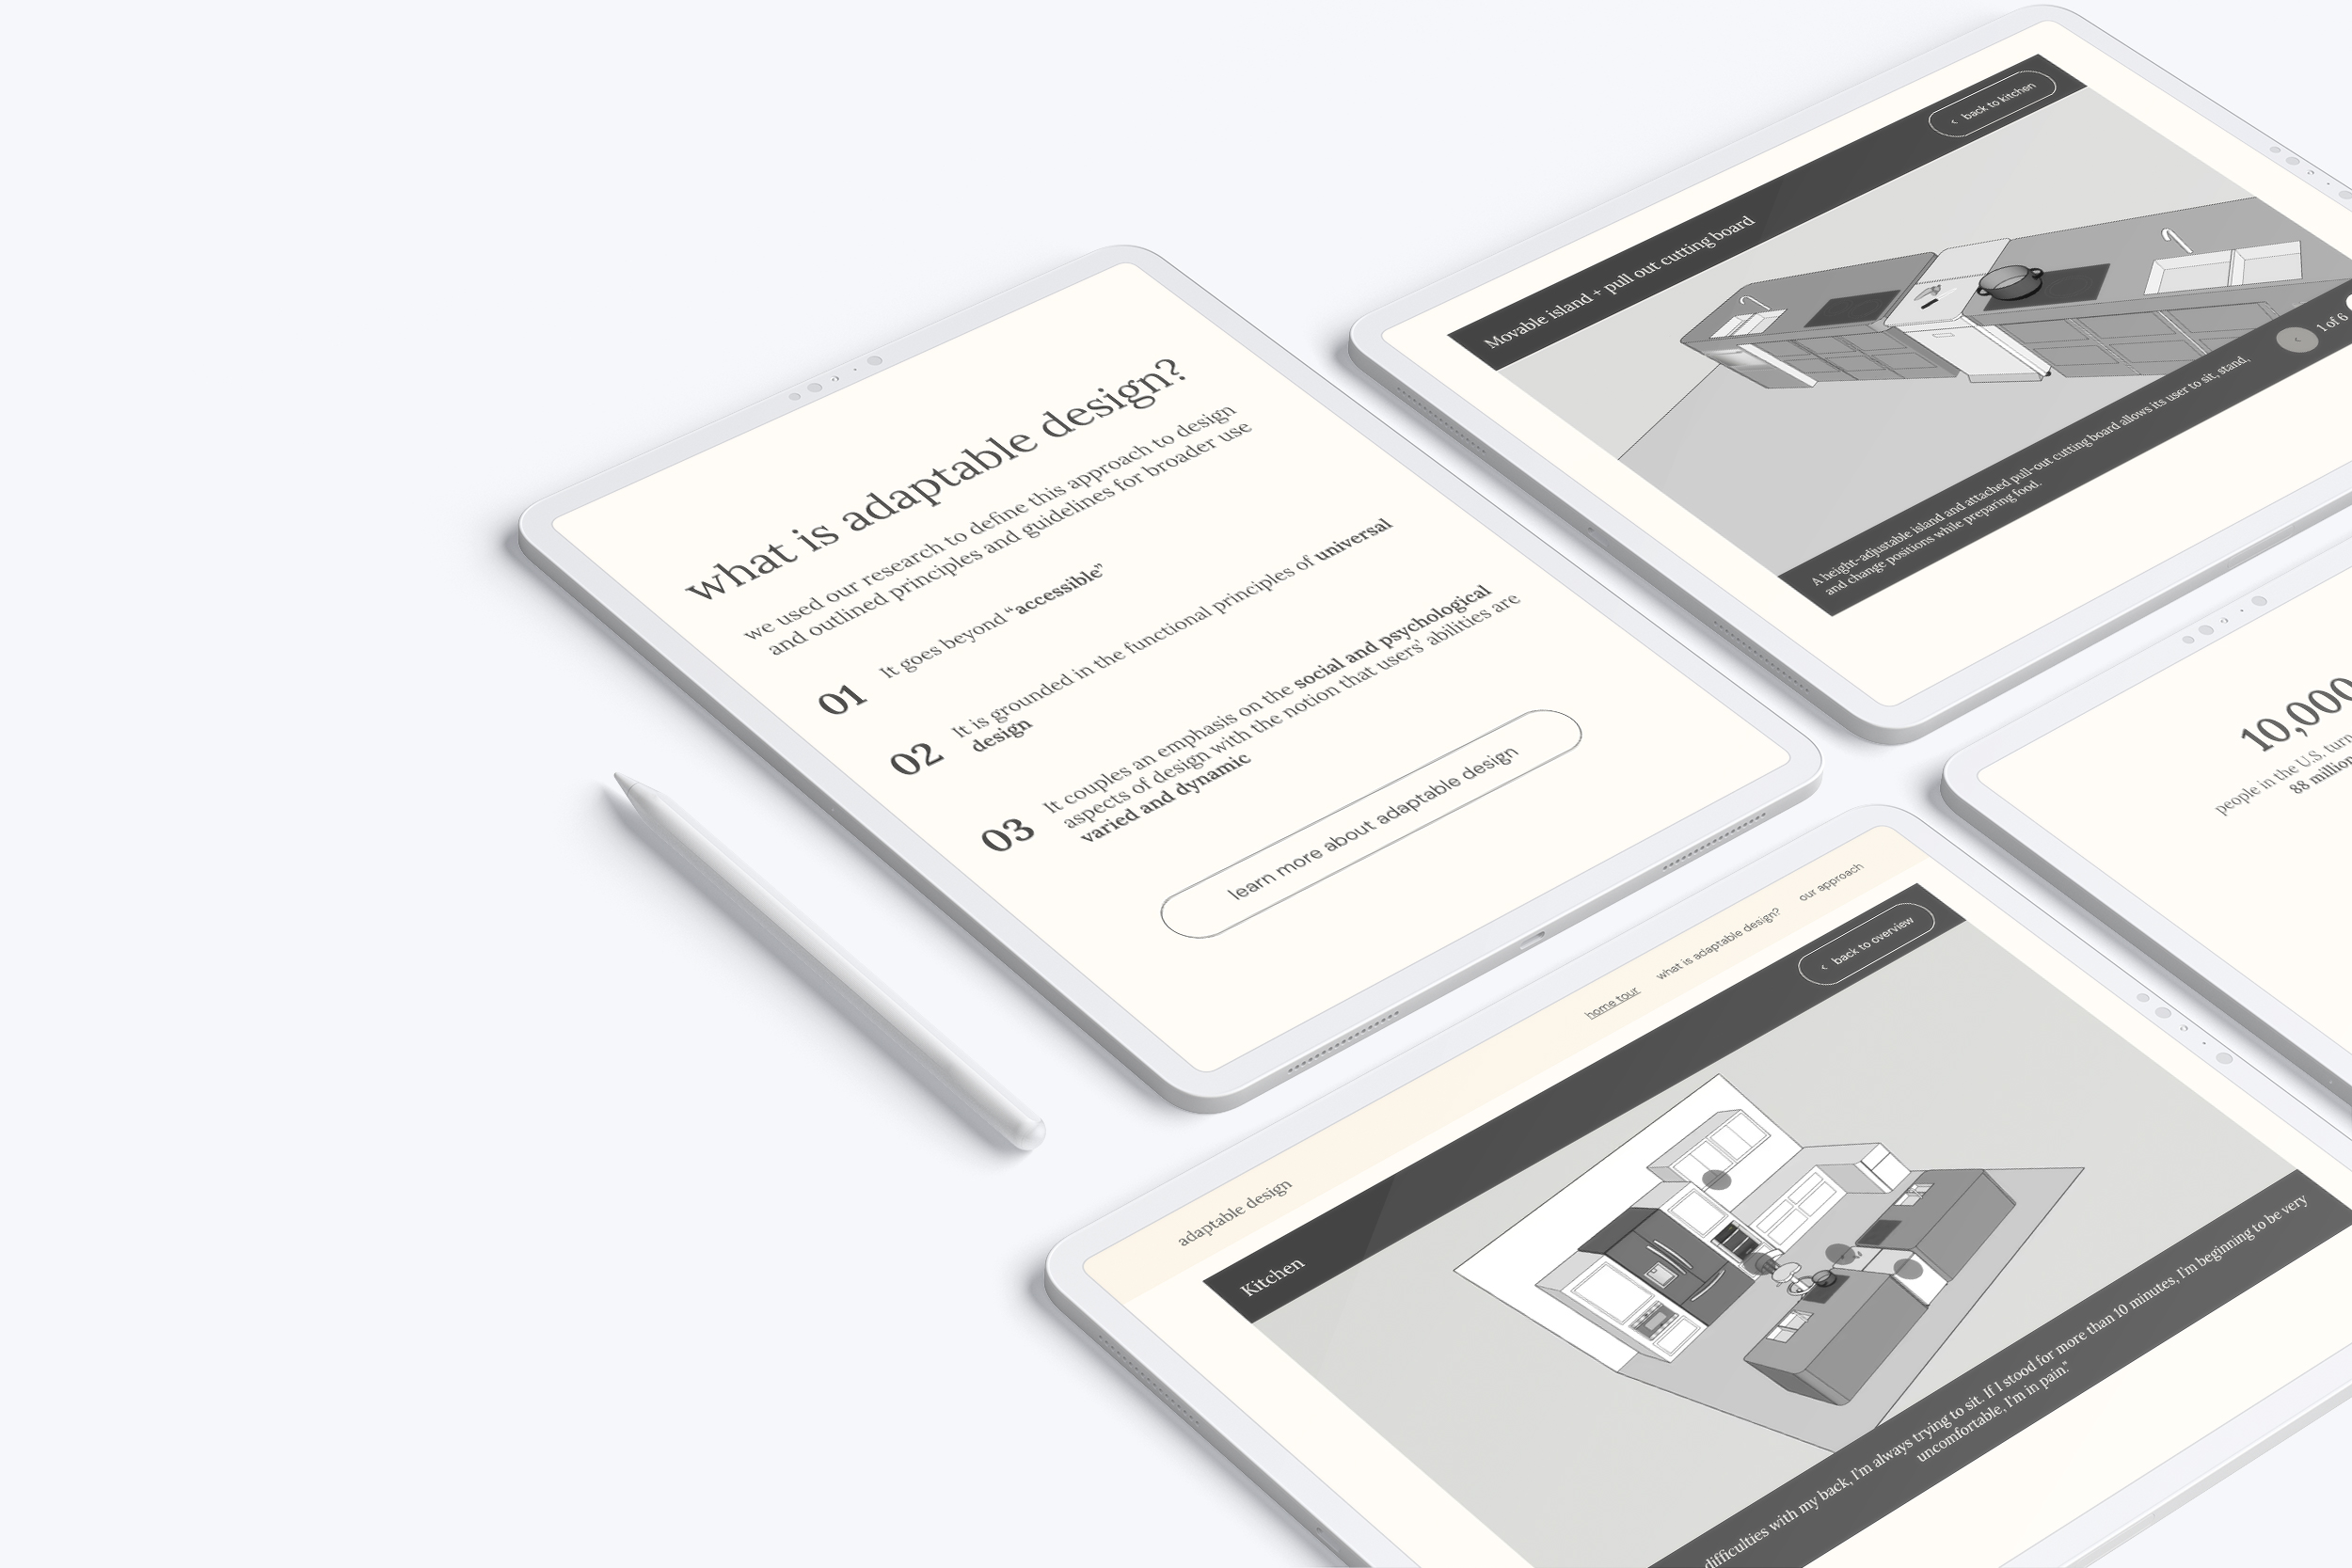 what is adaptable design?
we used our research to define this approach to design
and outlined principles and guidelines for broader use
01
It goes beyond “accessible”
02
It is grounded in the functional principles of universal
design
03
It couples an emphasis on the social and psychological
aspects of design with the notion that users' abilities are
varied and dynamic
learn more about adaptable design
‹ back to kitchen
Movable island + pull out cutting board
1 of 6
A height-adjustable island and attached pull-out cutting board allows its user to sit, stand,
and change positions while preparing food.
10,000
people in the U.S. turn
88 million
adaptable design
home tour
what is adaptable design?
our approach
Kitchen
‹ back to overview
difficulties with my back, I'm always trying to sit. If I stood for more than 10 minutes, I'm beginning to be very
uncomfortable, I'm in pain."